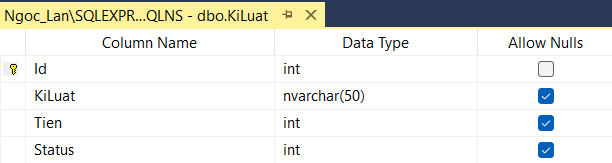 Ngoc_Lan\SQLEXPR...QLNS - dbo.KiLuat
Column Name Data Type Allow Nulls
Id int
KiLuat nvarchar(50)
Tien int
Status int